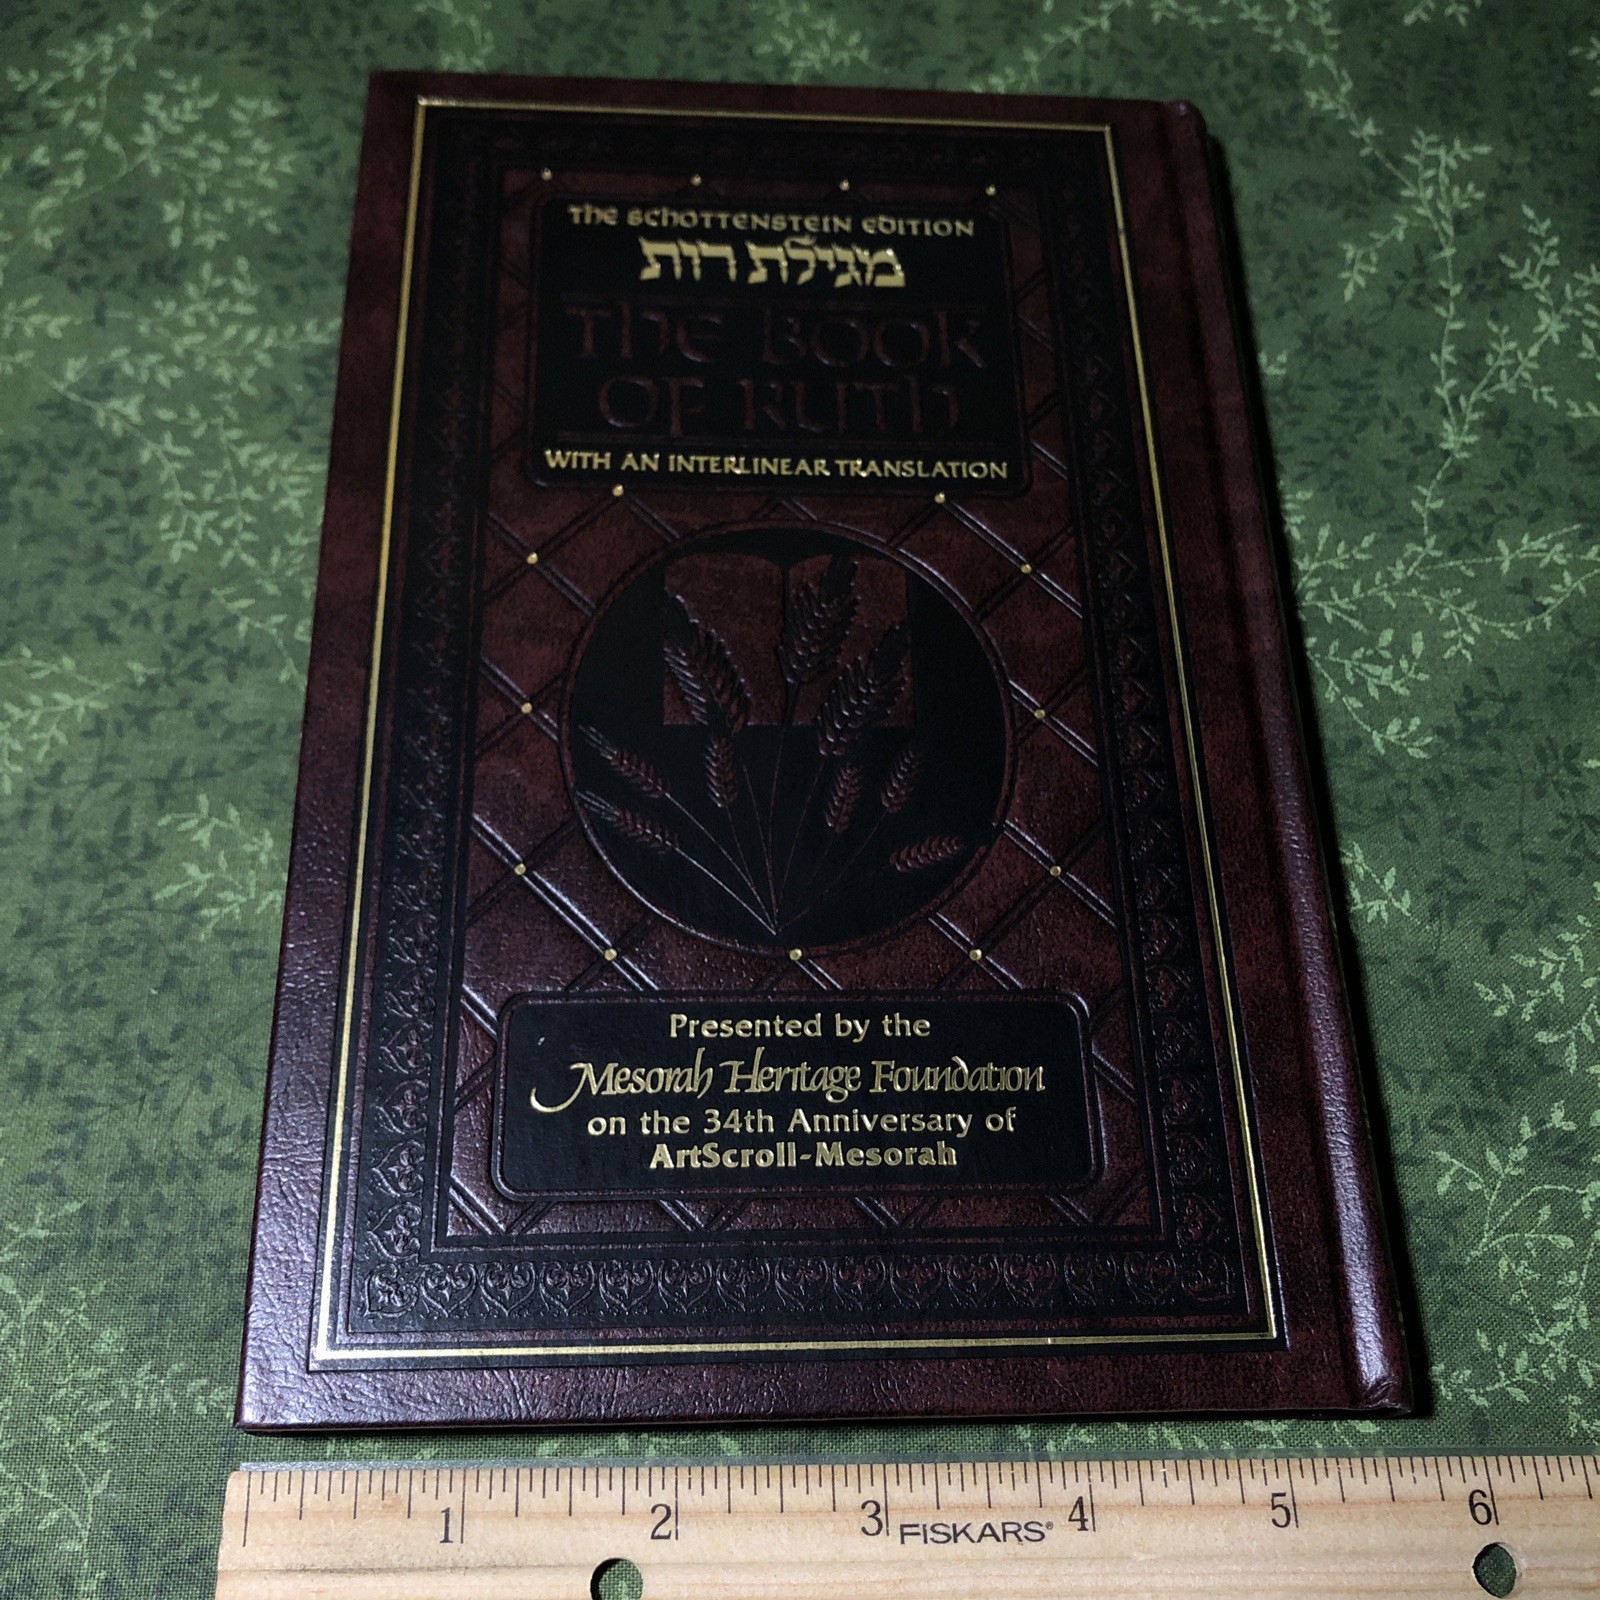 THE SCHOTTENSTEIN EDITION
מגילת רות
THE BOOK
OF RUTH
WITH AN INTERLINEAR TRANSLATION
Presented by the
Mesorah Heritage Foundation
on the 34th Anniversary of
ArtScroll-Mesorah
1 2 3 FISKARS® 4 5 6